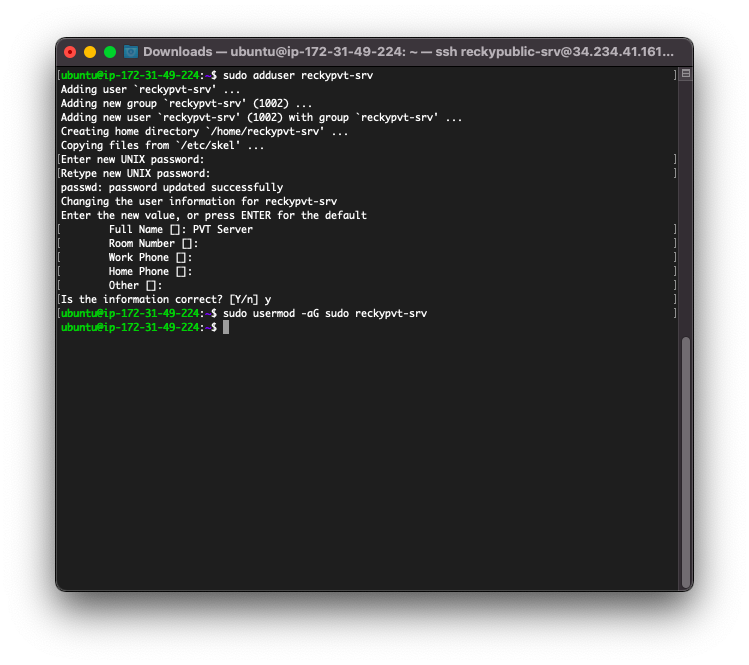 Downloads — ubuntu@ip-172-31-49-224: ~ — ssh reckypublic-srv@34.234.41.161...
[ubuntu@ip-172-31-49-224:~$ sudo adduser reckypvt-srv ]
Adding user `reckypvt-srv' ...
Adding new group `reckypvt-srv' (1002) ...
Adding new user `reckypvt-srv' (1002) with group `reckypvt-srv' ...
Creating home directory `/home/reckypvt-srv' ...
Copying files from `/etc/skel' ...
[Enter new UNIX password: ]
[Retype new UNIX password: ]
passwd: password updated successfully
Changing the user information for reckypvt-srv
Enter the new value, or press ENTER for the default
[ Full Name []: PVT Server ]
[ Room Number []: ]
[ Work Phone []: ]
[ Home Phone []: ]
[ Other []: ]
[Is the information correct? [Y/n] y ]
[ubuntu@ip-172-31-49-224:~$ sudo usermod -aG sudo reckypvt-srv ]
ubuntu@ip-172-31-49-224:~$